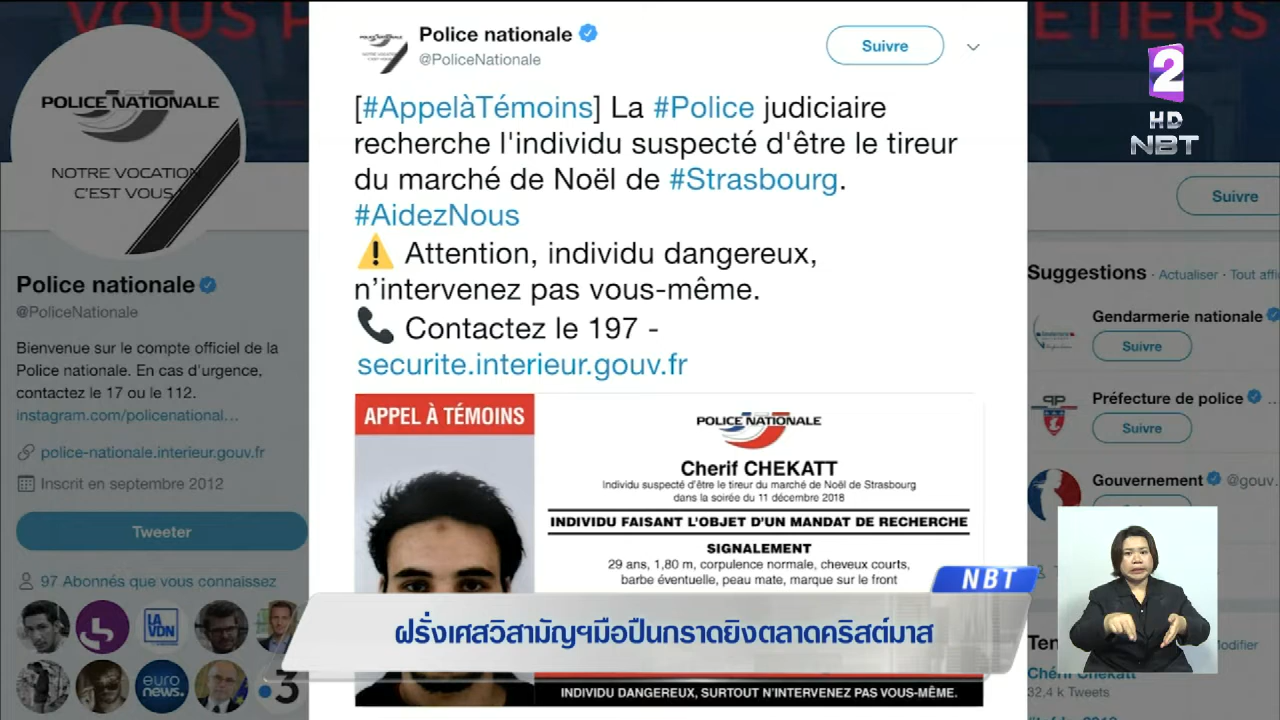 VOUS
ETIERS
POLICE NATIONALE
NOTRE VOCATION
C'EST VOUS !
Police nationale
@PoliceNationale
Bienvenue sur le compte officiel de la
Police nationale. En cas d'urgence,
contactez le 17 ou le 112.
instagram.com/policenational…
police-nationale.interieur.gouv.fr
Inscrit en septembre 2012
Tweeter
97 Abonnés que vous connaissez
LA
VDN
euro
news.
3
Police nationale
@PoliceNationale
Suivre
[#AppelàTémoins] La #Police judiciaire
recherche l'individu suspecté d'être le tireur
du marché de Noël de #Strasbourg.
#AidezNous
Attention, individu dangereux,
n’intervenez pas vous-même.
Contactez le 197 -
securite.interieur.gouv.fr
APPEL À TÉMOINS
POLICE NATIONALE
Cherif CHEKATT
Individu suspecté d'être le tireur du marché de Noël de Strasbourg
dans la soirée du 11 décembre 2018
INDIVIDU FAISANT L'OBJET D'UN MANDAT DE RECHERCHE
SIGNALEMENT
29 ans, 1,80 m, corpulence normale, cheveux courts,
barbe éventuelle, peau mate, marque sur le front
NBT
ฝรั่งเศสวิสามัญฯมือปืนกราดยิงตลาดคริสต์มาส
INDIVIDU DANGEREUX, SURTOUT N'INTERVENEZ PAS VOUS-MÊME.
2
HD
NBT
Suivre
Suggestions · Actualiser · Tout affi
Gendarmerie nationale
Suivre
Préfecture de police ...
Suivre
Gouvernement @gouv.
Ten
Modifier
Chérif Chekatt
32,4 k Tweets